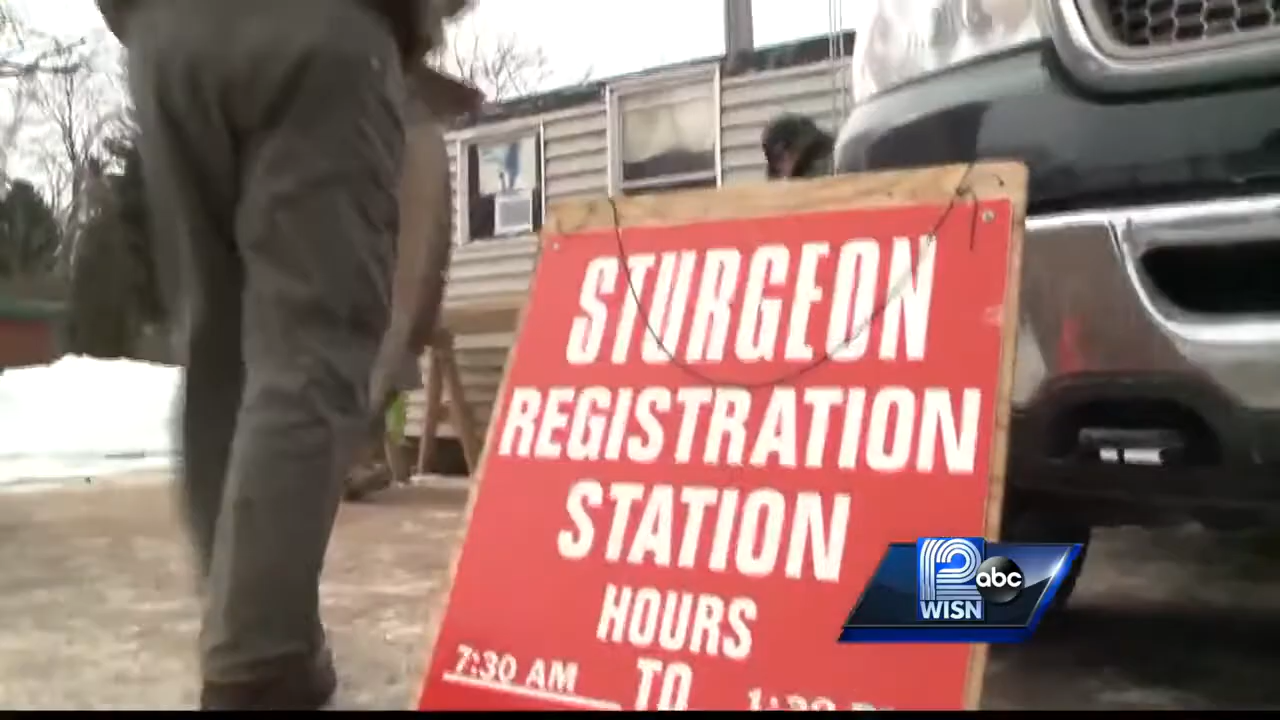 STURGEON
REGISTRATION
STATION
HOURS
7:30 AM
TO
12
abc
WISN